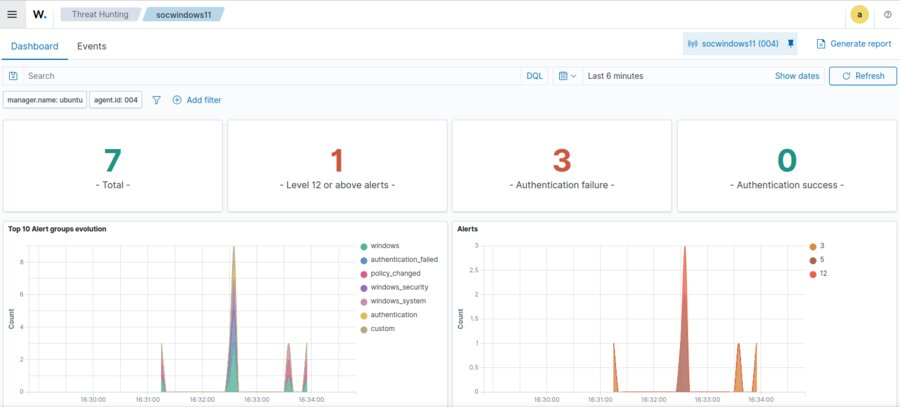 W. Threat Hunting socwindows11 a
Dashboard Events socwindows11 (004) Generate report
Search DQL Last 6 minutes Show dates Refresh
manager.name: ubuntu agent.id: 004 Add filter
7 1 3 0
- Total - - Level 12 or above alerts - - Authentication failure - - Authentication success -
Top 10 Alert groups evolution
Count
8
6
4
2
0
16:30:00 16:31:00 16:32:00 16:33:00 16:34:00
windows
authentication_failed
policy_changed
windows_security
windows_system
authentication
custom
Alerts
Count
3
2.5
2
1.5
1
0.5
0
16:30:00 16:31:00 16:32:00 16:33:00 16:34:00
3
5
12